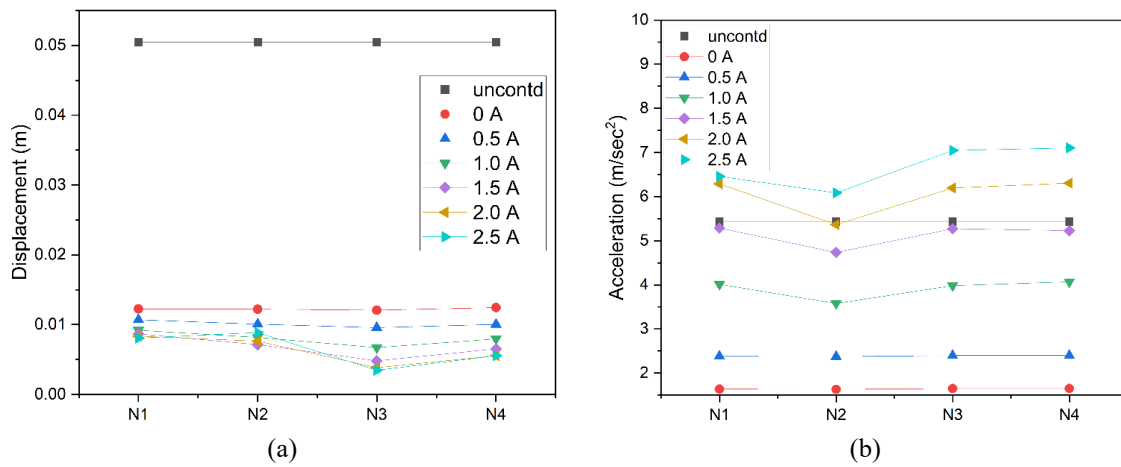 0.05
0.04
0.03
0.02
0.01
0.00
Displacement (m)
N1 N2 N3 N4
uncontd
0 A
0.5 A
1.0 A
1.5 A
2.0 A
2.5 A
(a)
10
9
8
7
6
5
4
3
2
Acceleration (m/sec²)
N1 N2 N3 N4
uncontd
0 A
0.5 A
1.0 A
1.5 A
2.0 A
2.5 A
(b)